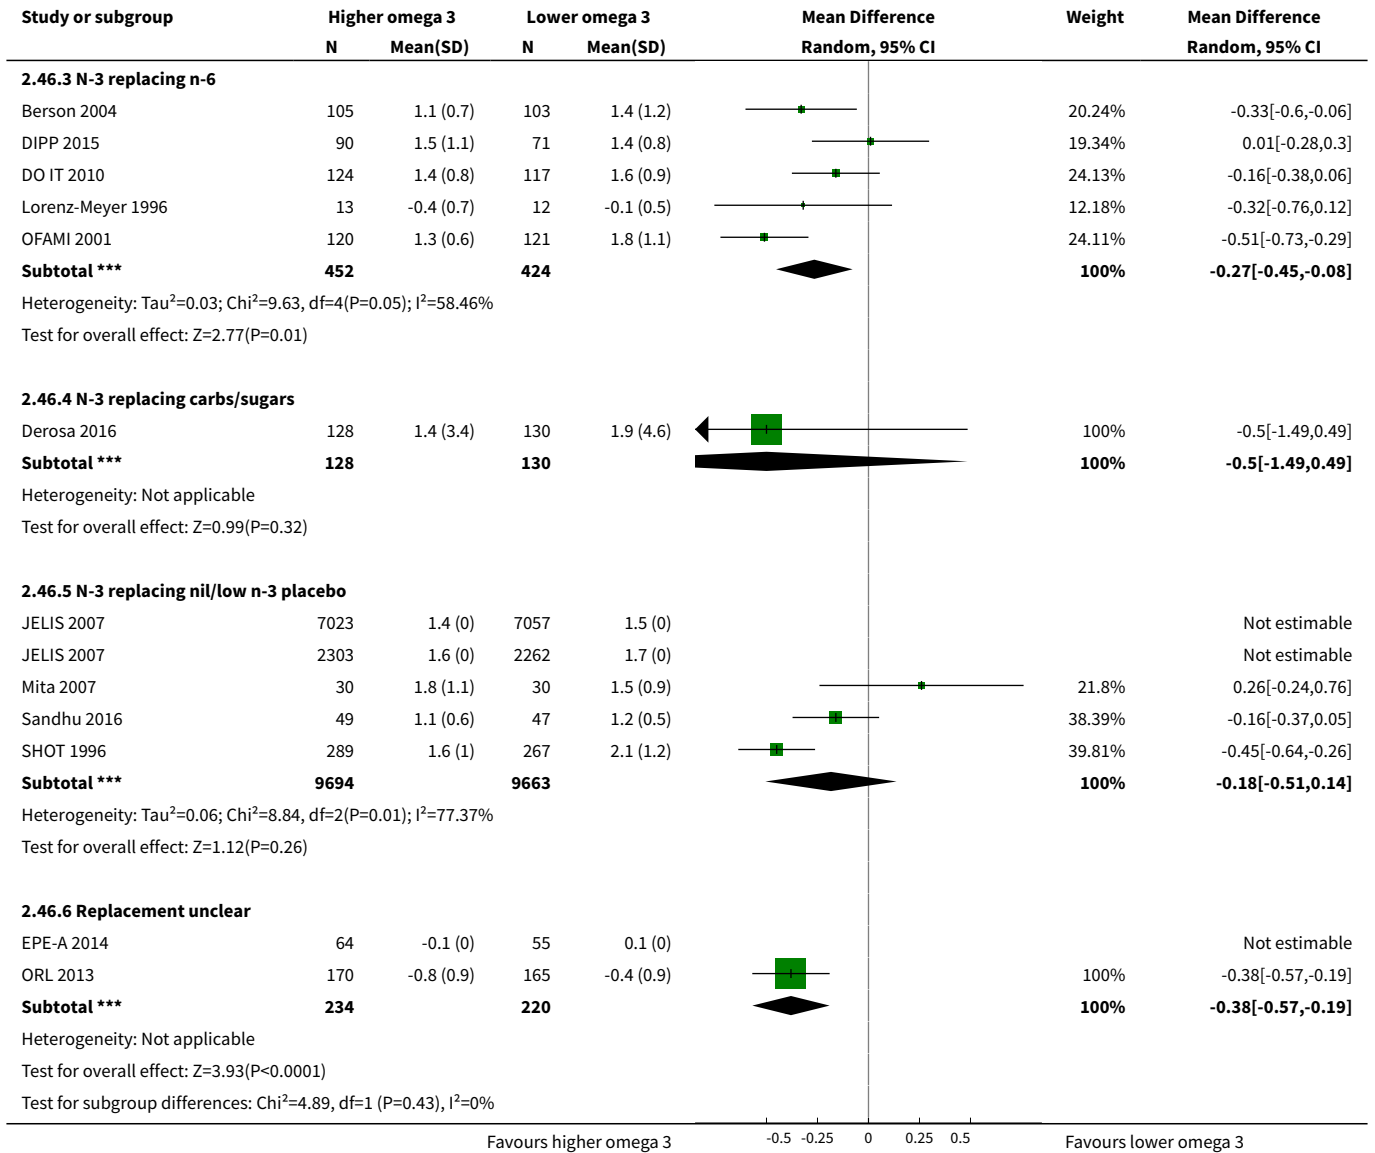 Study or subgroup Higher omega 3 Lower omega 3 Mean Difference Weight Mean Difference
N Mean(SD) N Mean(SD) Random, 95% CI Random, 95% CI
2.46.3 N-3 replacing n-6
Berson 2004 105 1.1 (0.7) 103 1.4 (1.2) 20.24% -0.33[-0.6,-0.06]
DIPP 2015 90 1.5 (1.1) 71 1.4 (0.8) 19.34% 0.01[-0.28,0.3]
DO IT 2010 124 1.4 (0.8) 117 1.6 (0.9) 24.13% -0.16[-0.38,0.06]
Lorenz-Meyer 1996 13 -0.4 (0.7) 12 -0.1 (0.5) 12.18% -0.32[-0.76,0.12]
OFAMI 2001 120 1.3 (0.6) 121 1.8 (1.1) 24.11% -0.51[-0.73,-0.29]
Subtotal *** 452 424 100% -0.27[-0.45,-0.08]
Heterogeneity: Tau²=0.03; Chi²=9.63, df=4(P=0.05); I²=58.46%
Test for overall effect: Z=2.77(P=0.01)
2.46.4 N-3 replacing carbs/sugars
Derosa 2016 128 1.4 (3.4) 130 1.9 (4.6) 100% -0.5[-1.49,0.49]
Subtotal *** 128 130 100% -0.5[-1.49,0.49]
Heterogeneity: Not applicable
Test for overall effect: Z=0.99(P=0.32)
2.46.5 N-3 replacing nil/low n-3 placebo
JELIS 2007 7023 1.4 (0) 7057 1.5 (0) Not estimable
JELIS 2007 2303 1.6 (0) 2262 1.7 (0) Not estimable
Mita 2007 30 1.8 (1.1) 30 1.5 (0.9) 21.8% 0.26[-0.24,0.76]
Sandhu 2016 49 1.1 (0.6) 47 1.2 (0.5) 38.39% -0.16[-0.37,0.05]
SHOT 1996 289 1.6 (1) 267 2.1 (1.2) 39.81% -0.45[-0.64,-0.26]
Subtotal *** 9694 9663 100% -0.18[-0.51,0.14]
Heterogeneity: Tau²=0.06; Chi²=8.84, df=2(P=0.01); I²=77.37%
Test for overall effect: Z=1.12(P=0.26)
2.46.6 Replacement unclear
EPE-A 2014 64 -0.1 (0) 55 0.1 (0) Not estimable
ORL 2013 170 -0.8 (0.9) 165 -0.4 (0.9) 100% -0.38[-0.57,-0.19]
Subtotal *** 234 220 100% -0.38[-0.57,-0.19]
Heterogeneity: Not applicable
Test for overall effect: Z=3.93(P<0.0001)
Test for subgroup differences: Chi²=4.89, df=1 (P=0.43), I²=0%
Favours higher omega 3 -0.5 -0.25 0 0.25 0.5 Favours lower omega 3